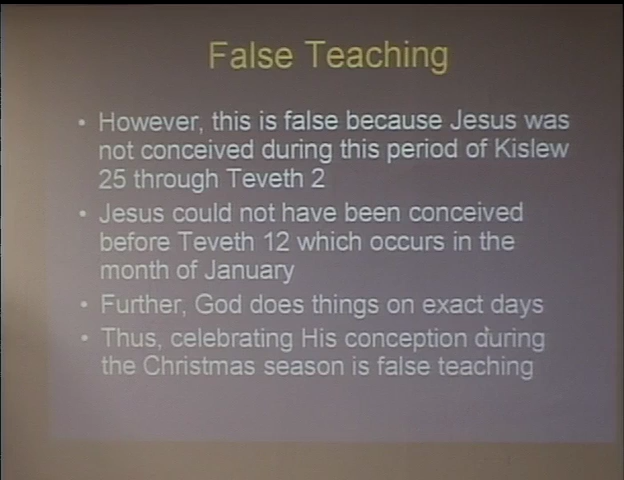 False Teaching
• However, this is false because Jesus was
not conceived during this period of Kislew
25 through Teveth 2
• Jesus could not have been conceived
before Teveth 12 which occurs in the
month of January
• Further, God does things on exact days
• Thus, celebrating His conception during
the Christmas season is false teaching